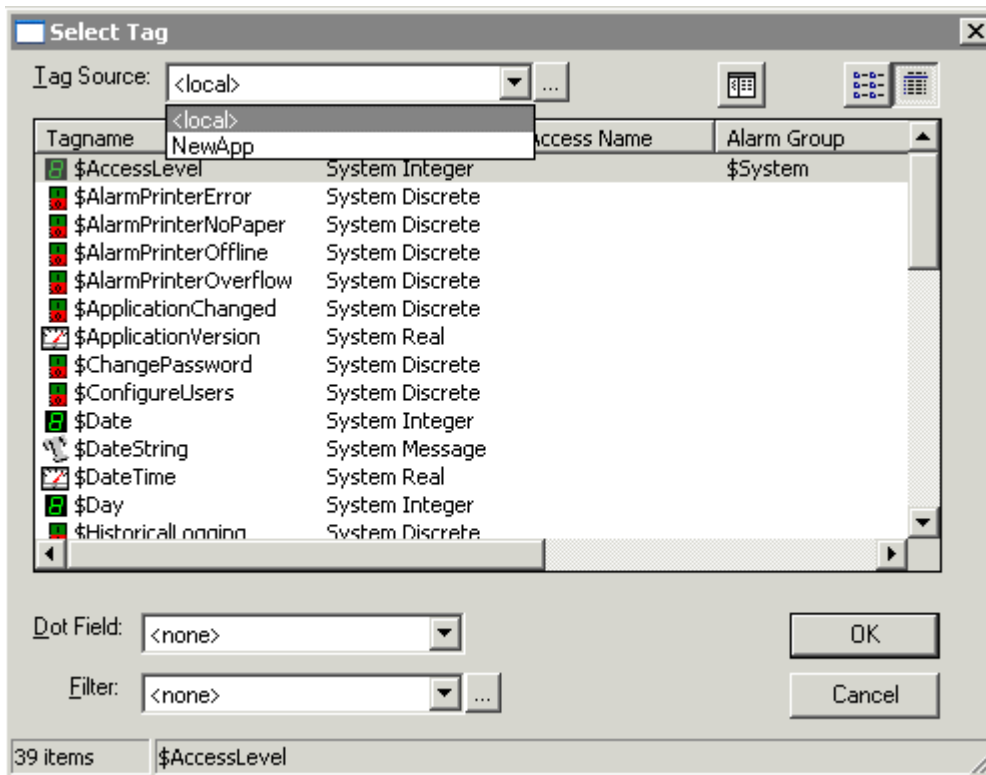 Select Tag
Tag Source: <local> ...
<local>
NewApp
Tagname Access Name Alarm Group
$AccessLevel System Integer $System
$AlarmPrinterError System Discrete
$AlarmPrinterNoPaper System Discrete
$AlarmPrinterOffline System Discrete
$AlarmPrinterOverflow System Discrete
$ApplicationChanged System Discrete
$ApplicationVersion System Real
$ChangePassword System Discrete
$ConfigureUsers System Discrete
$Date System Integer
$DateString System Message
$DateTime System Real
$Day System Integer
$HistoricalLogging System Discrete
Dot Field: <none> OK
Filter: <none> ... Cancel
39 items $AccessLevel